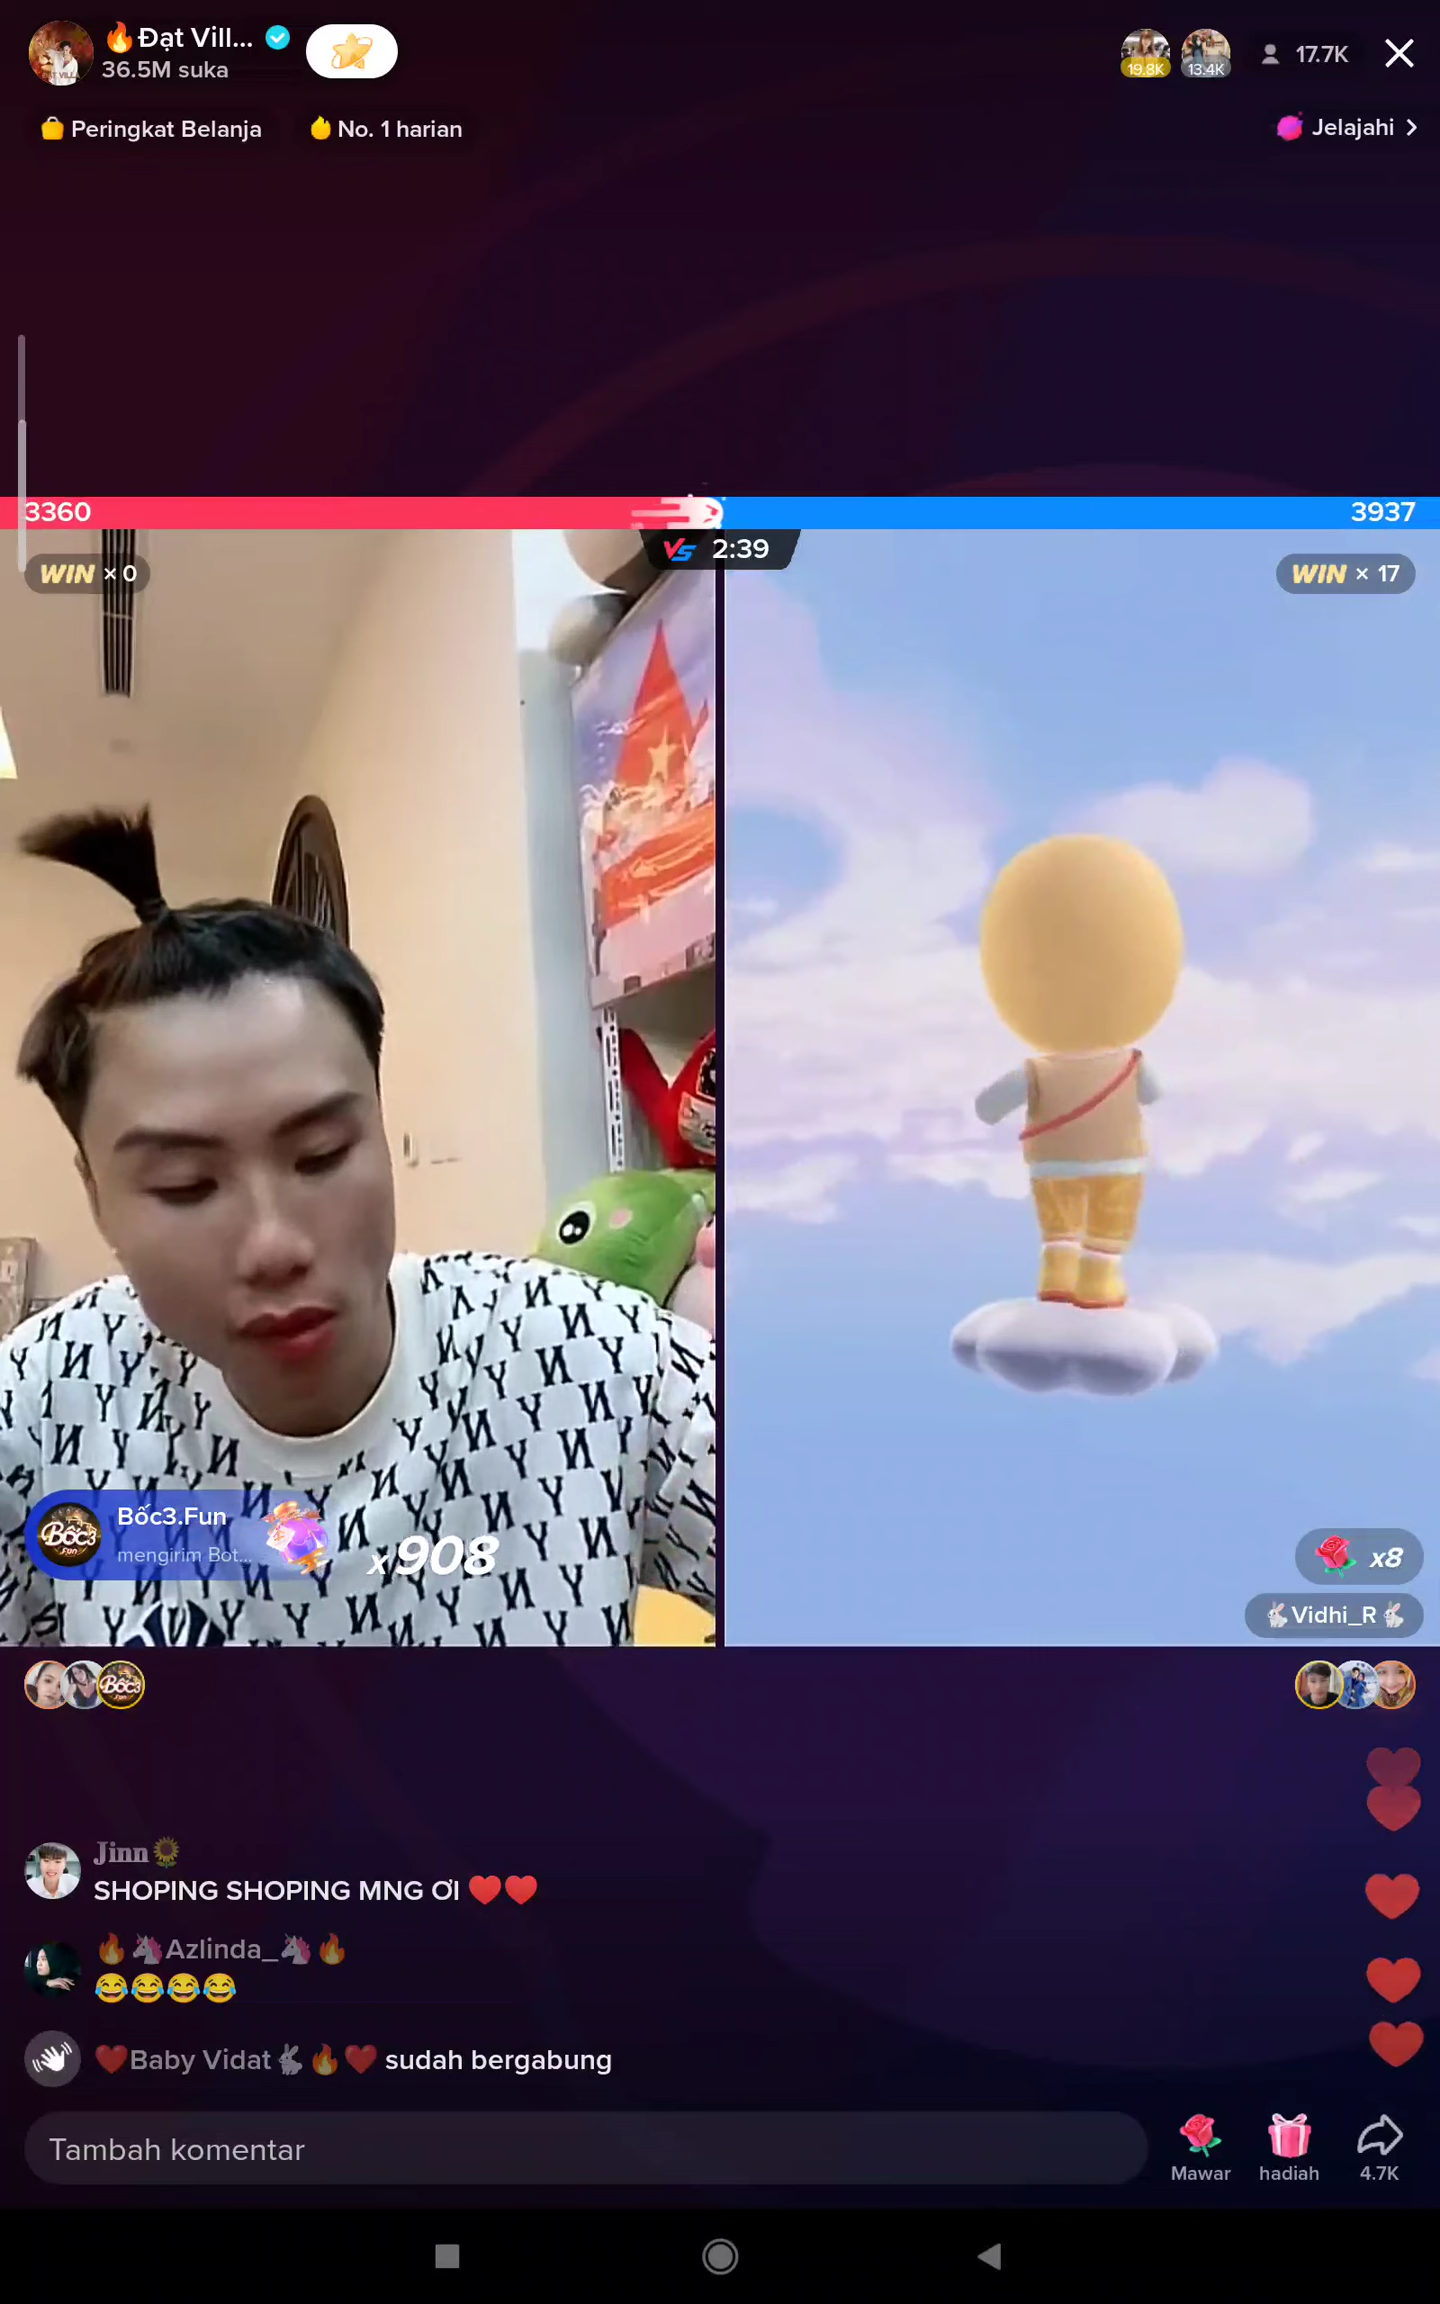 🔥Đạt Vill...
36.5M suka
19.8K
13.4K
17.7K
Peringkat Belanja
No. 1 harian
Jelajahi >
3360
3937
VS 2:39
WIN × 0
WIN × 17
Bốc3.Fun
mengirim Bot...
x908
x8
🐇Vidhi_R🐇
Jinn🌻
SHOPING SHOPING MNG ƠI ❤️❤️
🔥🦄Azlinda_🦄🔥
😂😂😂😂
❤️Baby Vidat🐇🔥❤️ sudah bergabung
Tambah komentar
Mawar
hadiah
4.7K